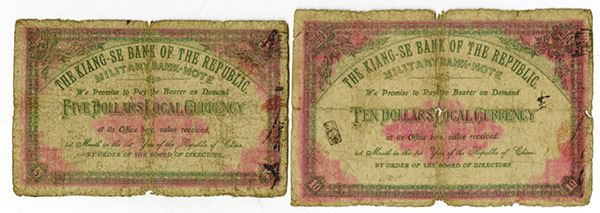 THE KIANG-SE BANK OF THE REPUBLIC.
MILITARY BANK-NOTE
We Promise to Pay the Bearer on Demand
FIVE DOLLARS LOCAL CURRENCY
at its Office here, value received.
1st Month in the 1st Year of the Republic of China
BY ORDER OF THE BOARD OF DIRECTORS
5
5
THE KIANG-SE BANK OF THE REPUBLIC.
MILITARY BANK-NOTE
We Promise to Pay the Bearer on Demand
TEN DOLLARS LOCAL CURRENCY
at its Office here, value received.
1st Month in the 1st Year of the Republic of China.
BY ORDER OF THE BOARD OF DIRECTORS
10
10